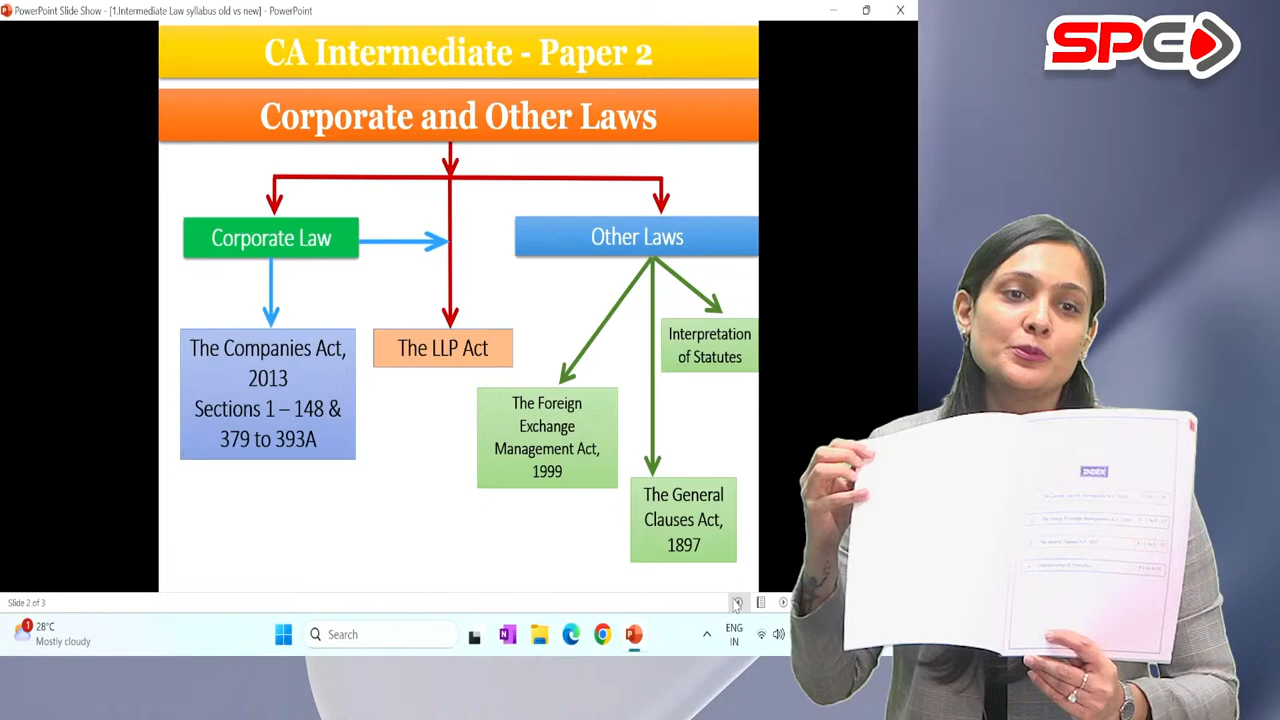 PowerPoint Slide Show - [1.Intermediate Law syllabus old vs new] - PowerPoint
SPE
CA Intermediate - Paper 2
Corporate and Other Laws
Corporate Law
Other Laws
The Companies Act,
2013
Sections 1 – 148 &
379 to 393A
The LLP Act
Interpretation
of Statutes
The Foreign
Exchange
Management Act,
1999
The General
Clauses Act,
1897
INDEX
Slide 2 of 3
1
28°C
Mostly cloudy
Search
ENG
IN